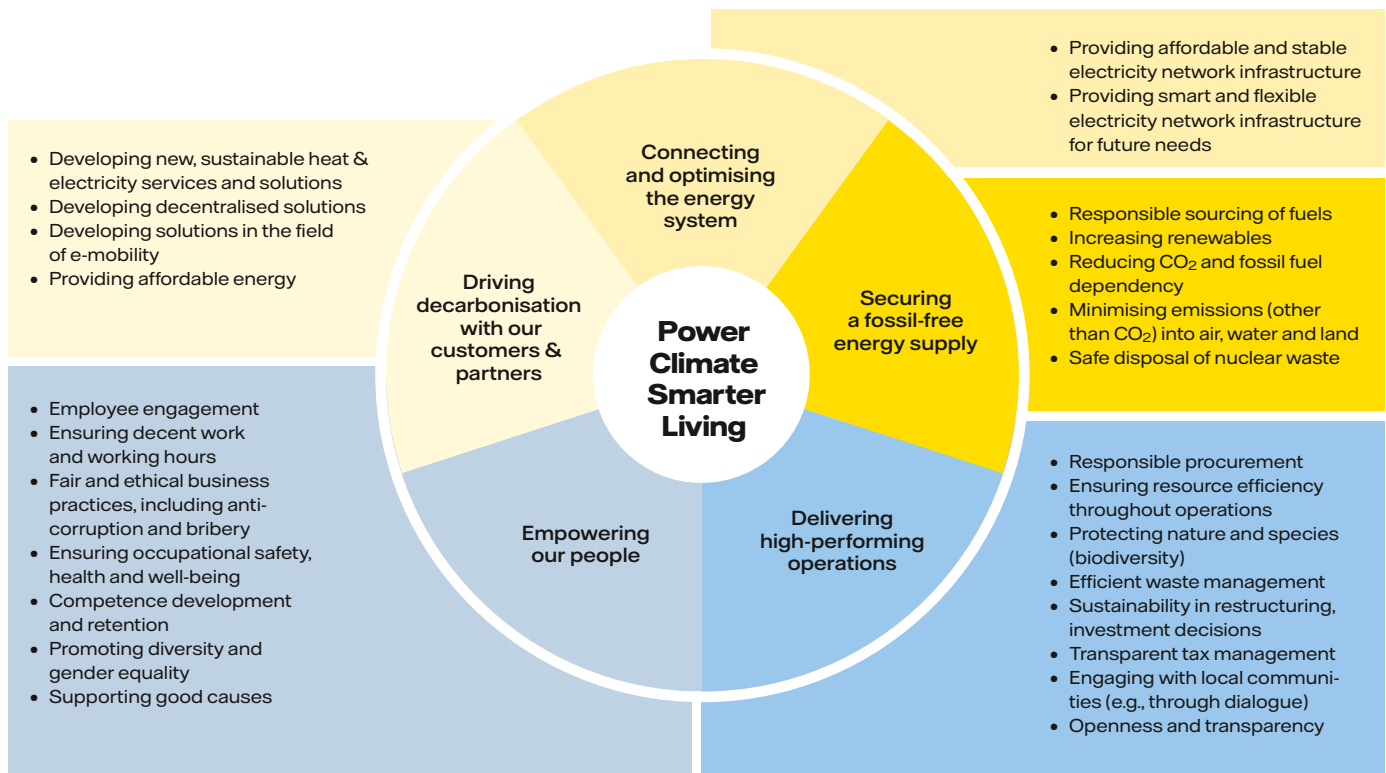 Connecting
and optimising
the energy
system
• Providing affordable and stable
electricity network infrastructure
• Providing smart and flexible
electricity network infrastructure
for future needs
Securing
a fossil-free
energy supply
• Responsible sourcing of fuels
• Increasing renewables
• Reducing CO₂ and fossil fuel
dependency
• Minimising emissions (other
than CO₂) into air, water and land
• Safe disposal of nuclear waste
Delivering
high-performing
operations
• Responsible procurement
• Ensuring resource efficiency
throughout operations
• Protecting nature and species
(biodiversity)
• Efficient waste management
• Sustainability in restructuring,
investment decisions
• Transparent tax management
• Engaging with local communi-
ties (e.g., through dialogue)
• Openness and transparency
Empowering
our people
• Employee engagement
• Ensuring decent work
and working hours
• Fair and ethical business
practices, including anti-
corruption and bribery
• Ensuring occupational safety,
health and well-being
• Competence development
and retention
• Promoting diversity and
gender equality
• Supporting good causes
Driving
decarbonisation
with our
customers &
partners
• Developing new, sustainable heat &
electricity services and solutions
• Developing decentralised solutions
• Developing solutions in the field
of e-mobility
• Providing affordable energy
Power
Climate
Smarter
Living